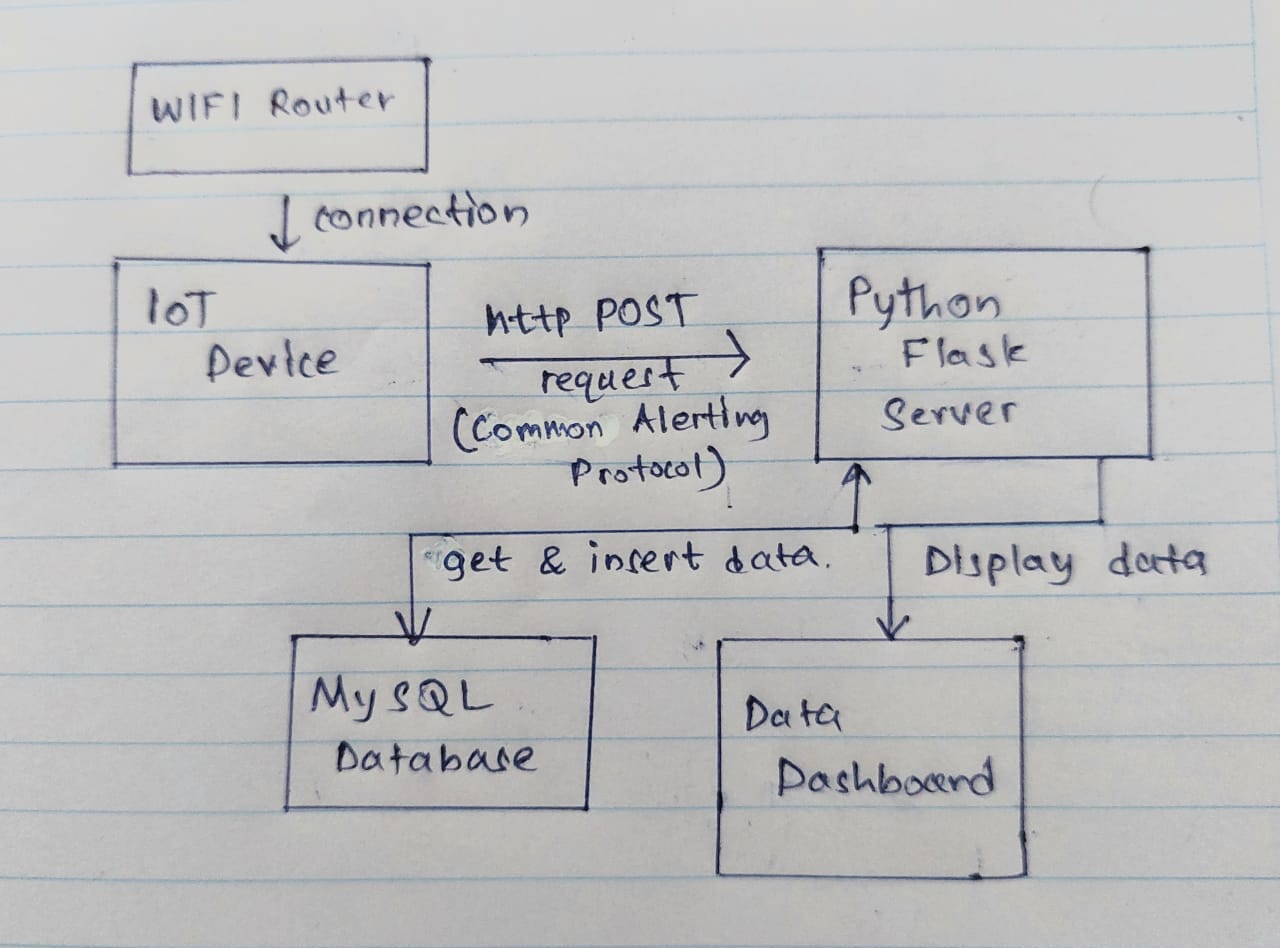 WIFI Router
connection
IoT
Device
http POST
request
(Common Alerting
Protocol)
Python
Flask
Server
get & insert data.
Display data
MySQL
Database
Data
Dashboard